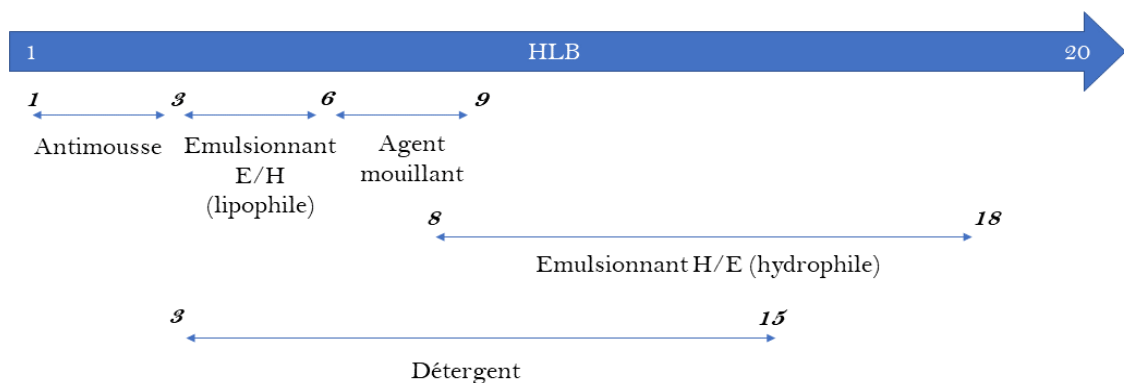 1 HLB 20
1 3 6 9
Antimousse Emulsionnant Agent
E/H mouillant
(lipophile)
8 18
Emulsionnant H/E (hydrophile)
3 15
Détergent